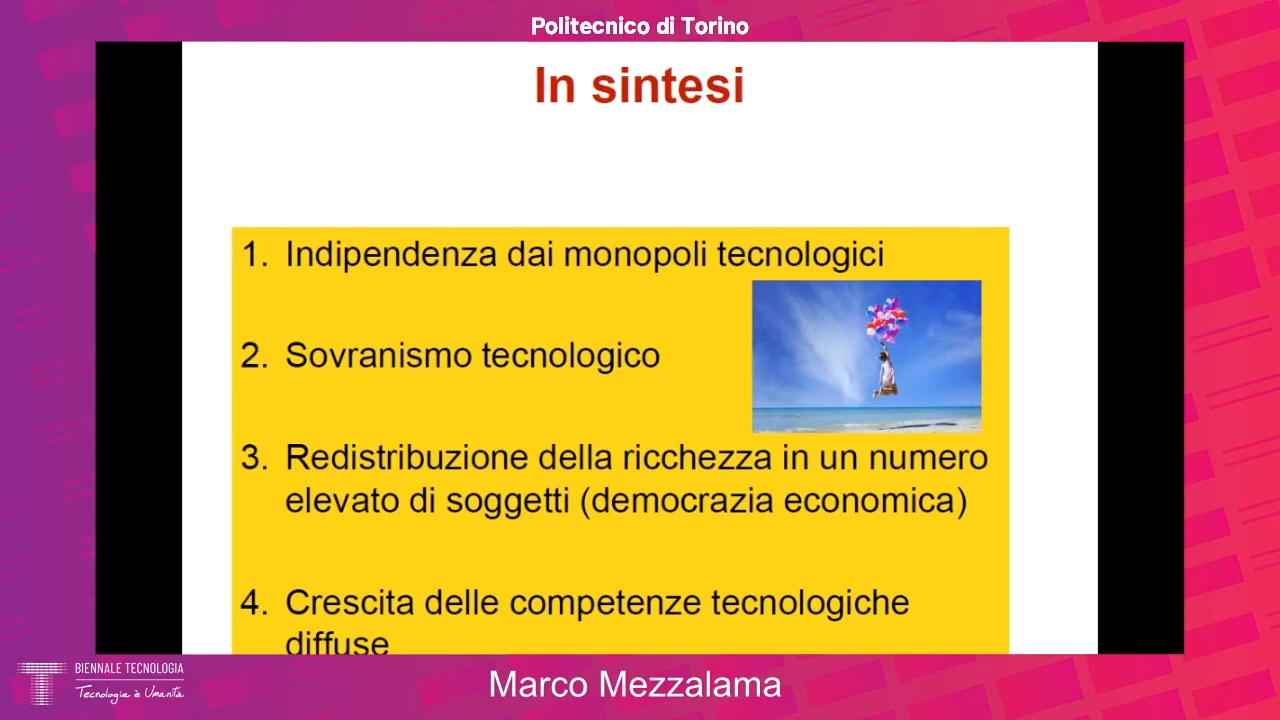 Politecnico di Torino
In sintesi
1. Indipendenza dai monopoli tecnologici
2. Sovranismo tecnologico
3. Redistribuzione della ricchezza in un numero
elevato di soggetti (democrazia economica)
4. Crescita delle competenze tecnologiche
diffuse
BIENNALE TECNOLOGIA
Tecnologia è Umanità
Marco Mezzalama